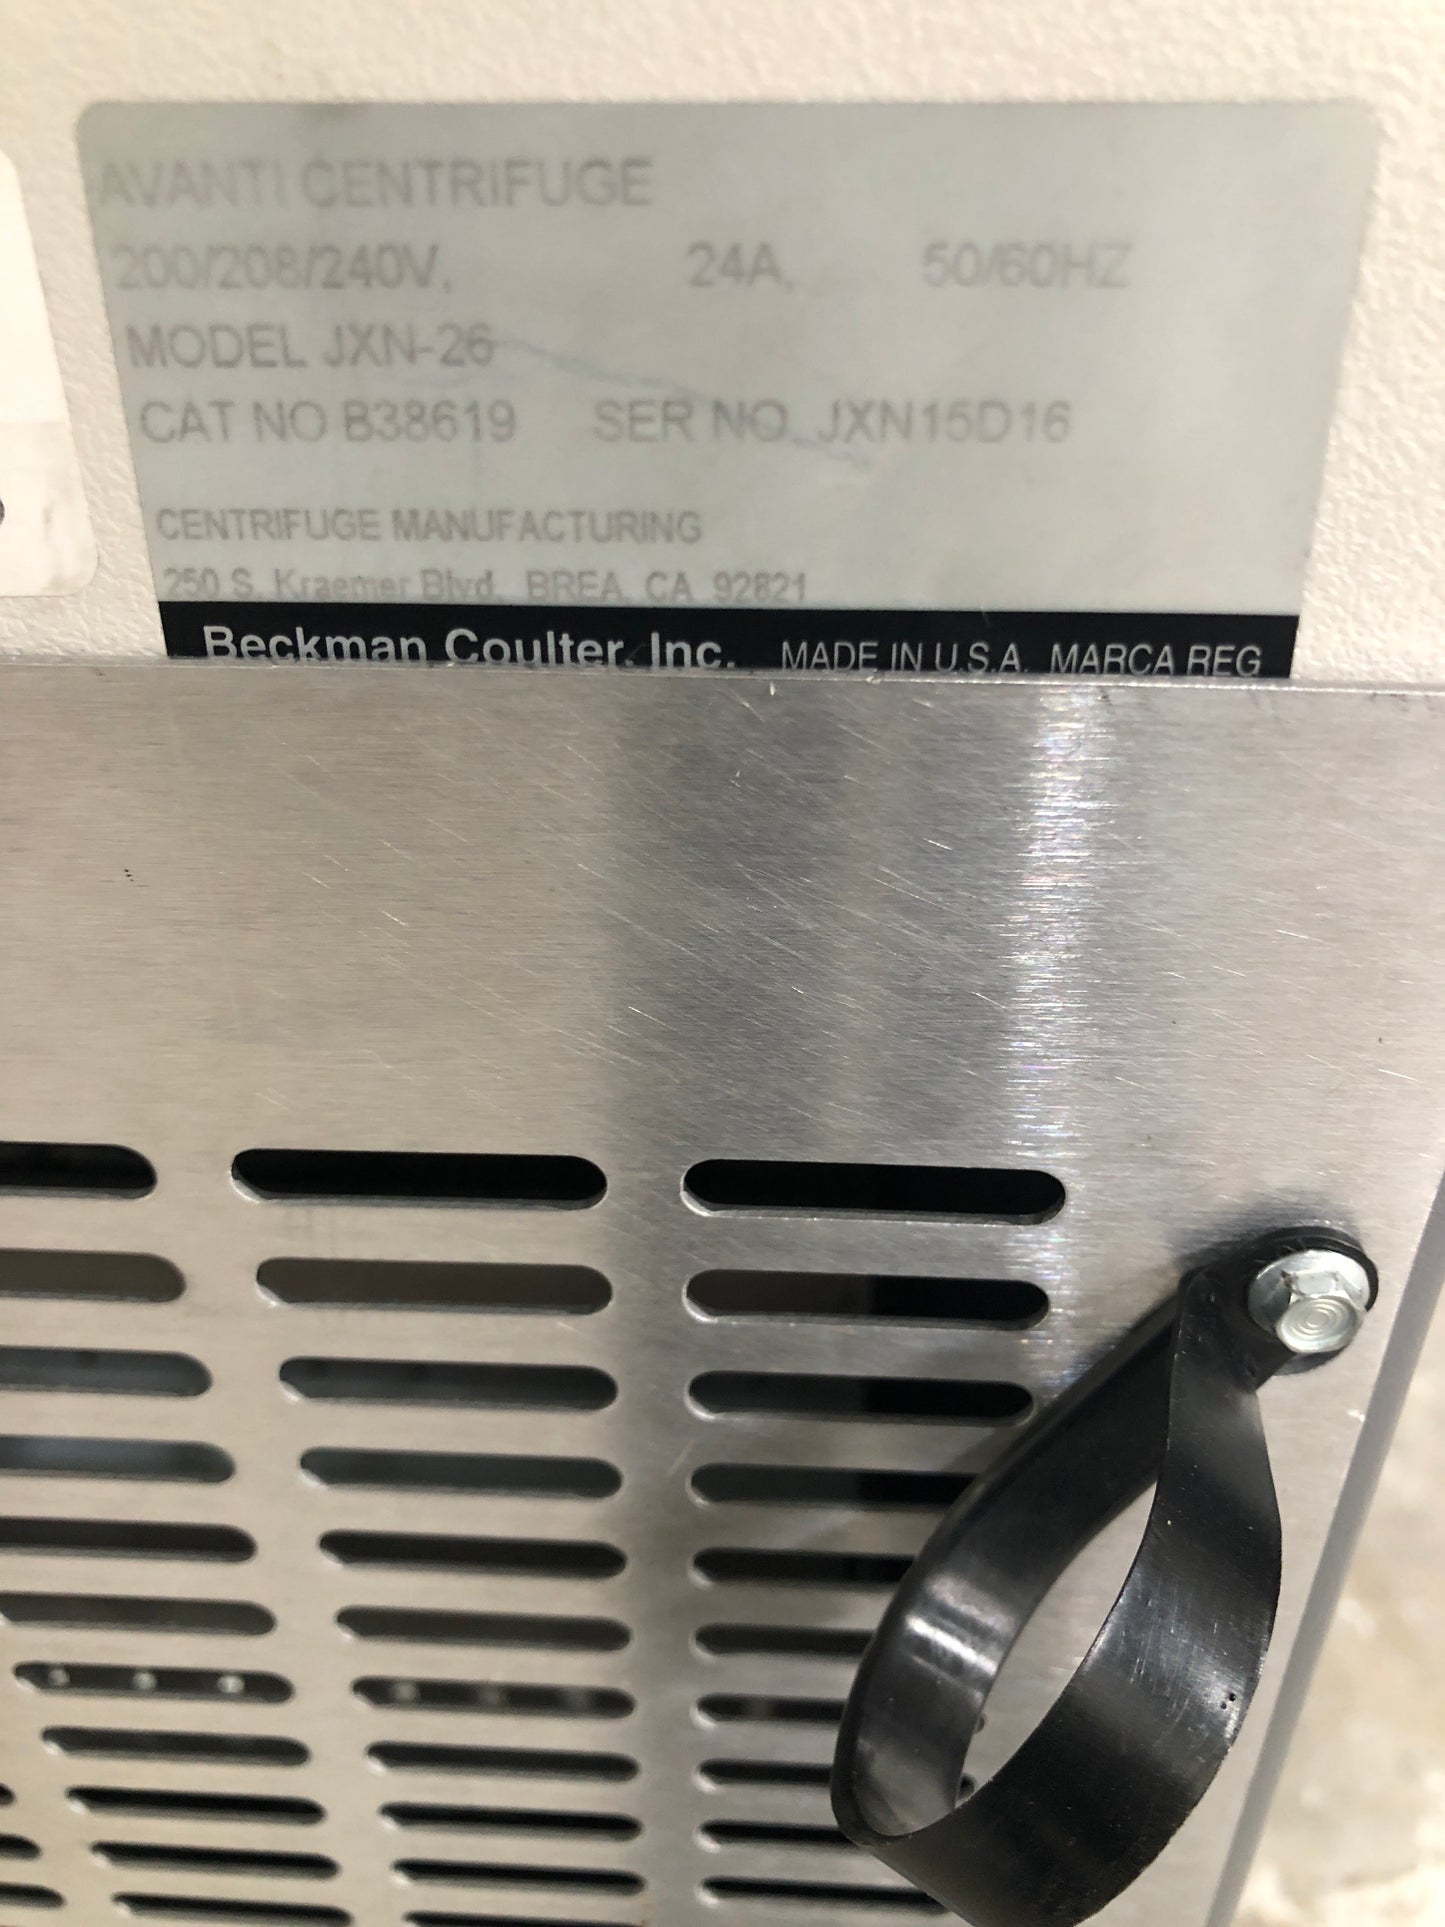 AVANTI CENTRIFUGE
200/208/240V, 24A, 50/60HZ
MODEL JXN-26
CAT NO B38619 SER NO. JXN15D16
CENTRIFUGE MANUFACTURING
250 S. Kraemer Blvd. BREA, CA 92821
Beckman Coulter, Inc. MADE IN U.S.A. MARCA REG